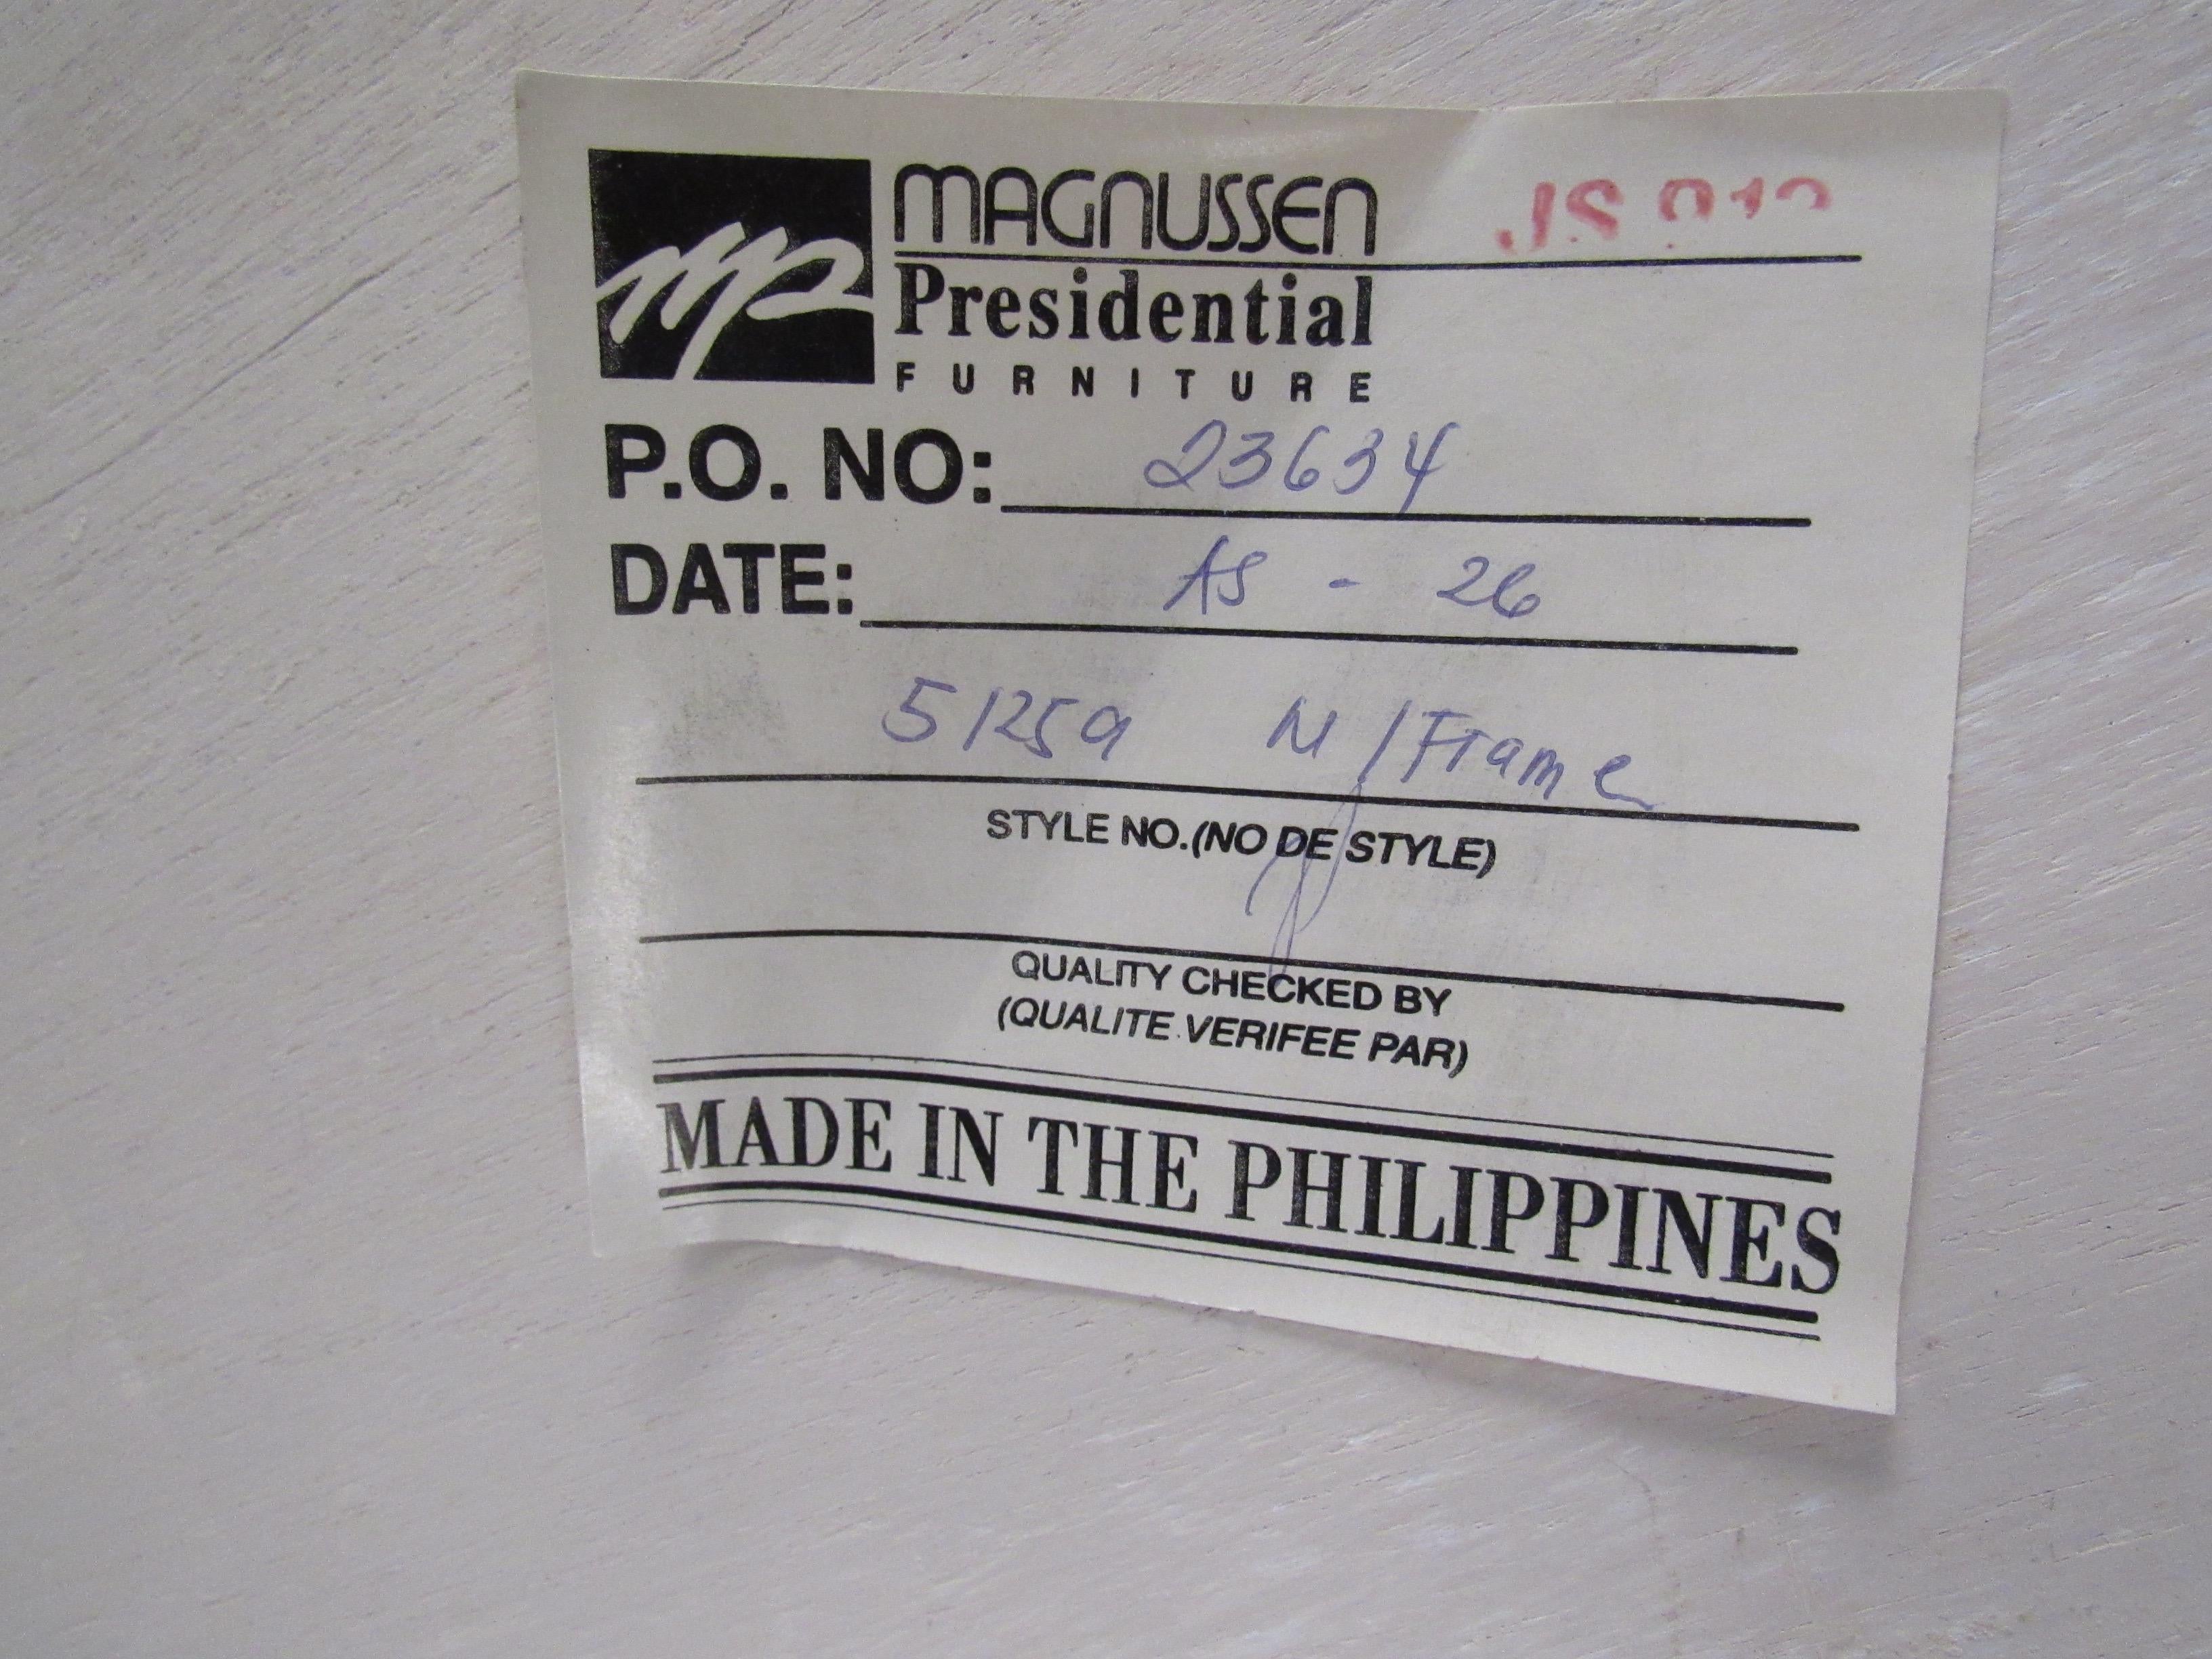 MAGNUSSEN
Presidential
FURNITURE
P.O. NO: 23634
DATE: AS - 26
51259 M/Frame
STYLE NO.(NO DE STYLE)
QUALITY CHECKED BY
(QUALITE VERIFEE PAR)
MADE IN THE PHILIPPINES